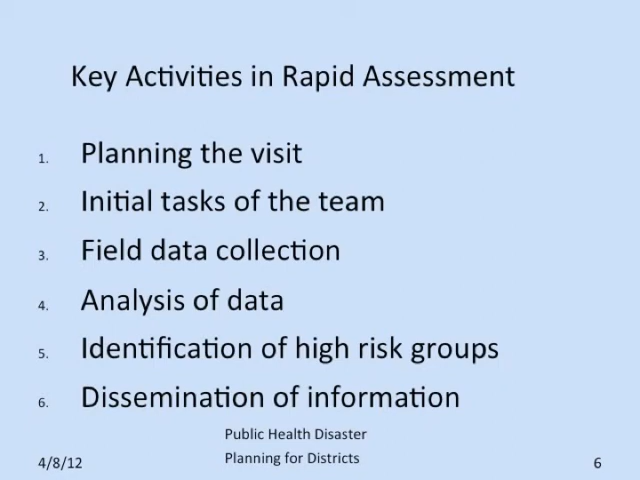 Key Activities in Rapid Assessment
1. Planning the visit
2. Initial tasks of the team
3. Field data collection
4. Analysis of data
5. Identification of high risk groups
6. Dissemination of information
Public Health Disaster
Planning for Districts
4/8/12
6